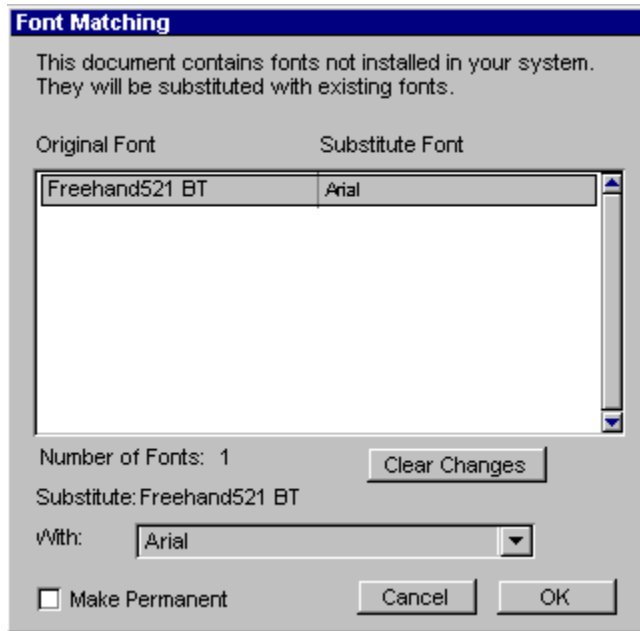 Font Matching
This document contains fonts not installed in your system.
They will be substituted with existing fonts.
Original Font Substitute Font
Freehand521 BT Arial
Number of Fonts: 1 Clear Changes
Substitute: Freehand521 BT
With: Arial
Make Permanent Cancel OK